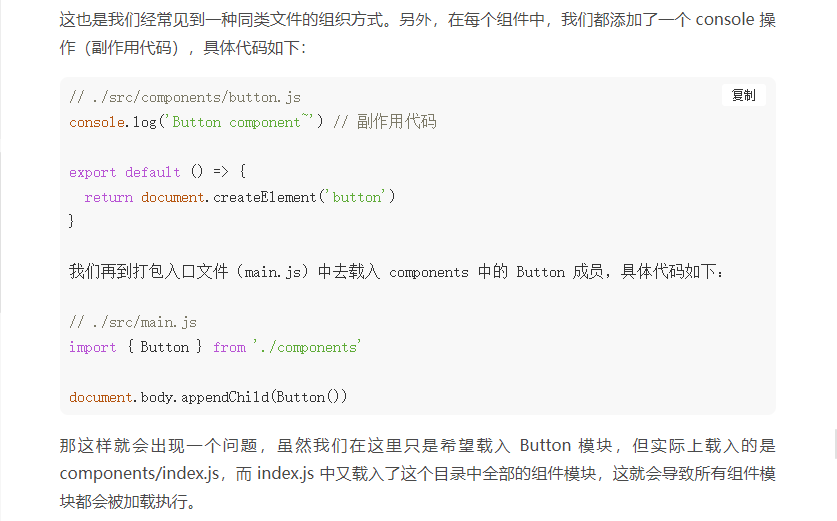 这也是我们经常见到一种同类文件的组织方式。另外，在每个组件中，我们都添加了一个 console 操
作（副作用代码），具体代码如下：
复制
// ./src/components/button.js
console.log('Button component~') // 副作用代码
export default () => {
  return document.createElement('button')
}
我们再到打包入口文件（main.js）中去载入 components 中的 Button 成员，具体代码如下：
// ./src/main.js
import { Button } from './components'
document.body.appendChild(Button())
那这样就会出现一个问题，虽然我们在这里只是希望载入 Button 模块，但实际上载入的是
components/index.js，而 index.js 中又载入了这个目录中全部的组件模块，这就会导致所有组件模
块都会被加载执行。